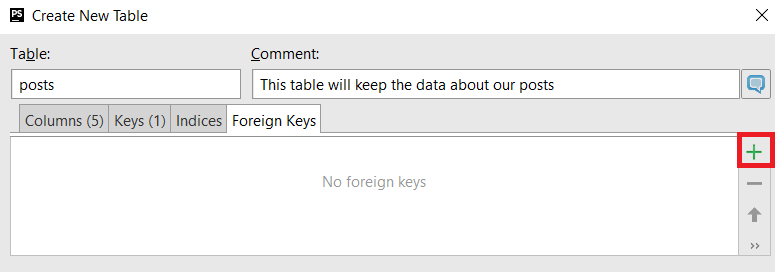 PS Create New Table
Table: Comment:
posts This table will keep the data about our posts
Columns (5) Keys (1) Indices Foreign Keys
No foreign keys